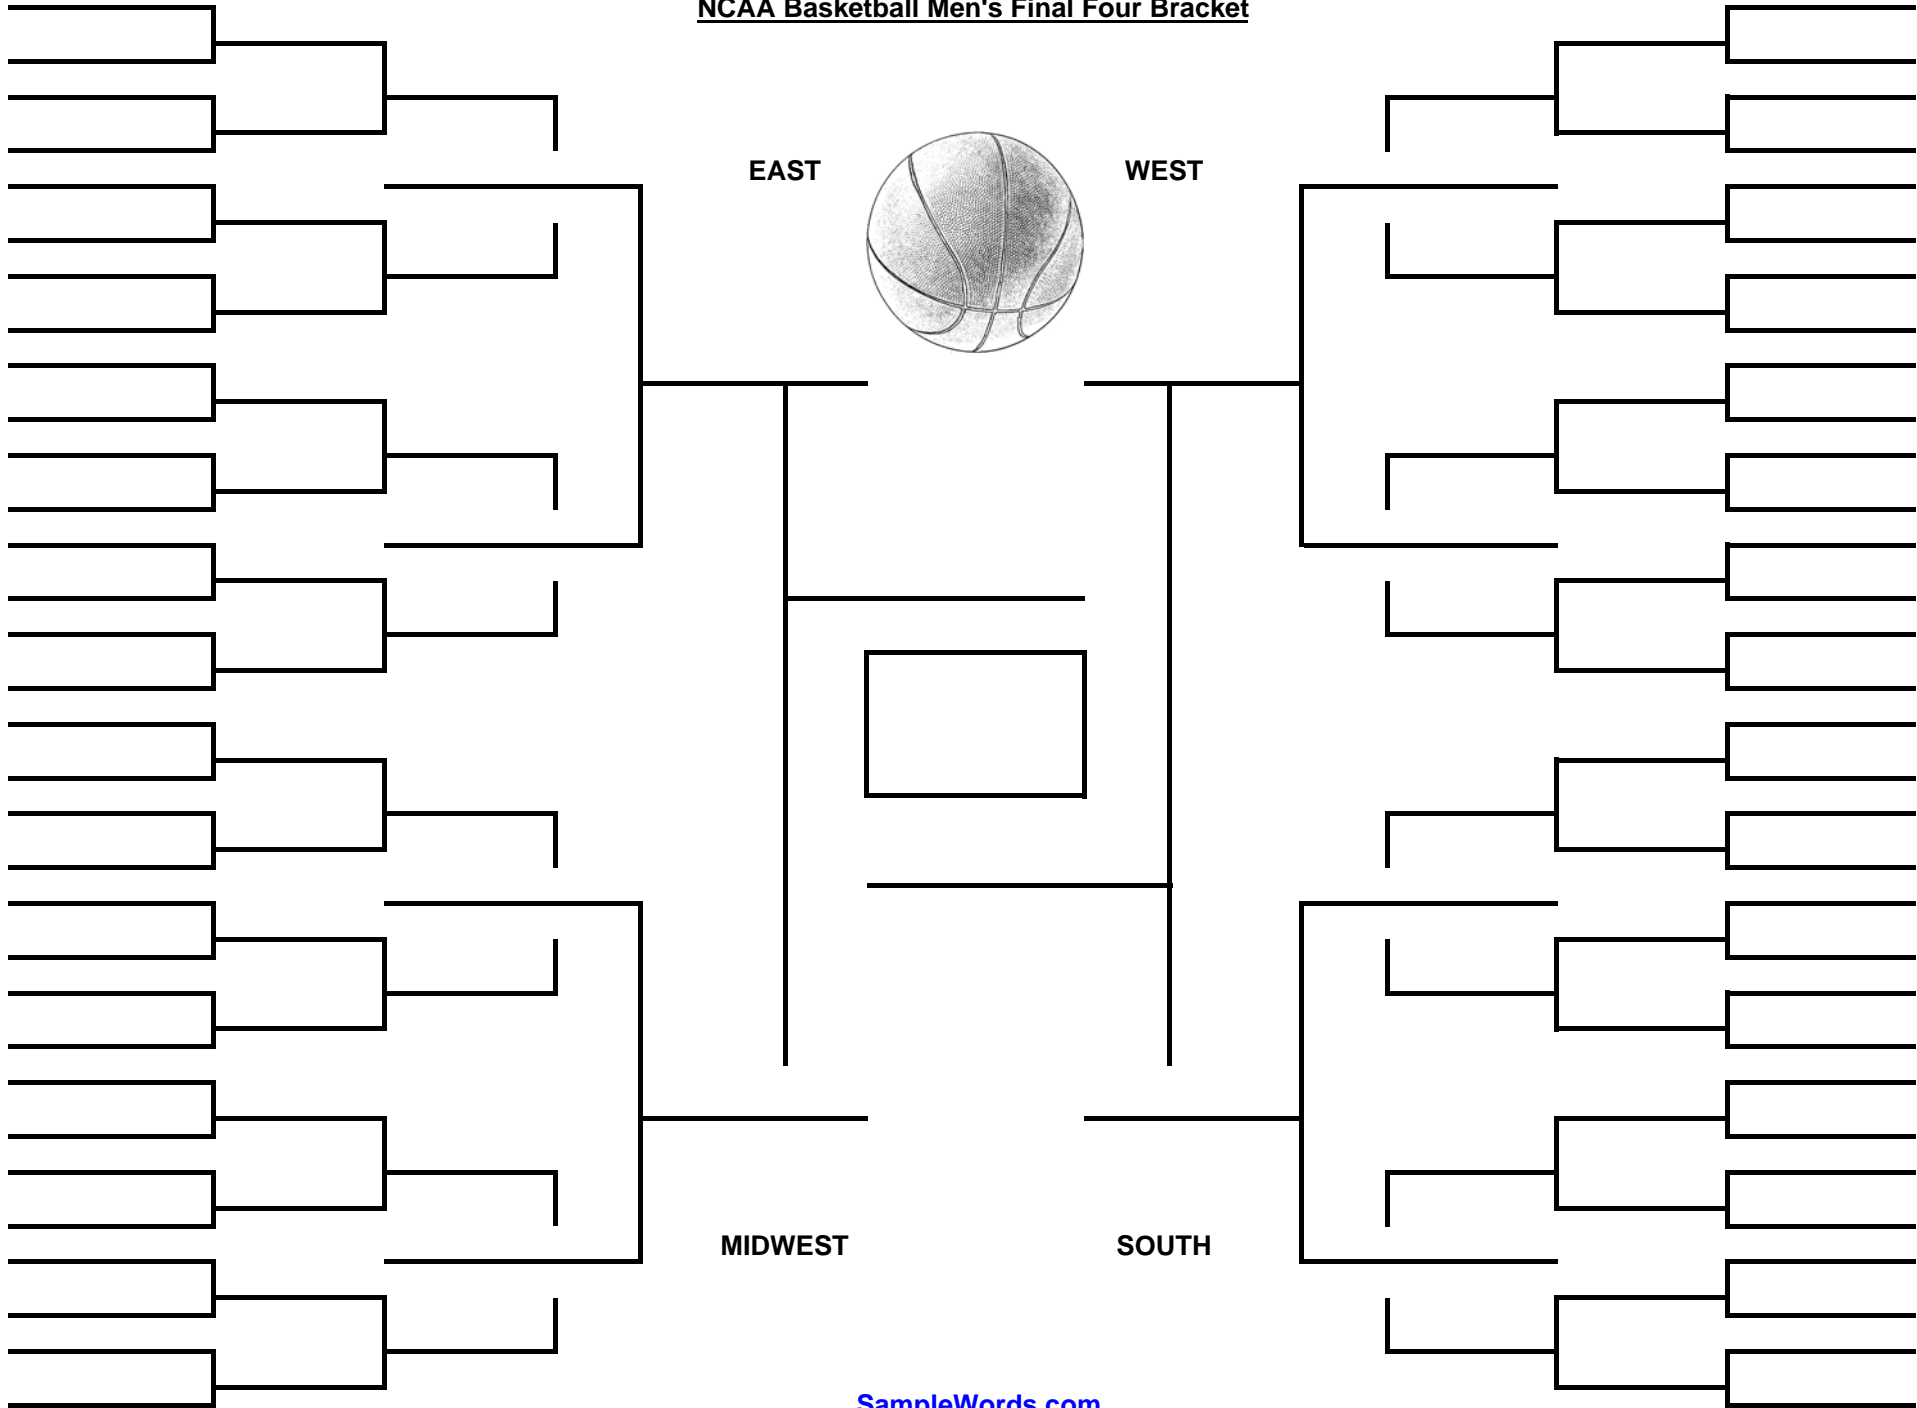 NCAA Basketball Men's Final Four Bracket
EAST
WEST
MIDWEST
SOUTH
SampleWords.com